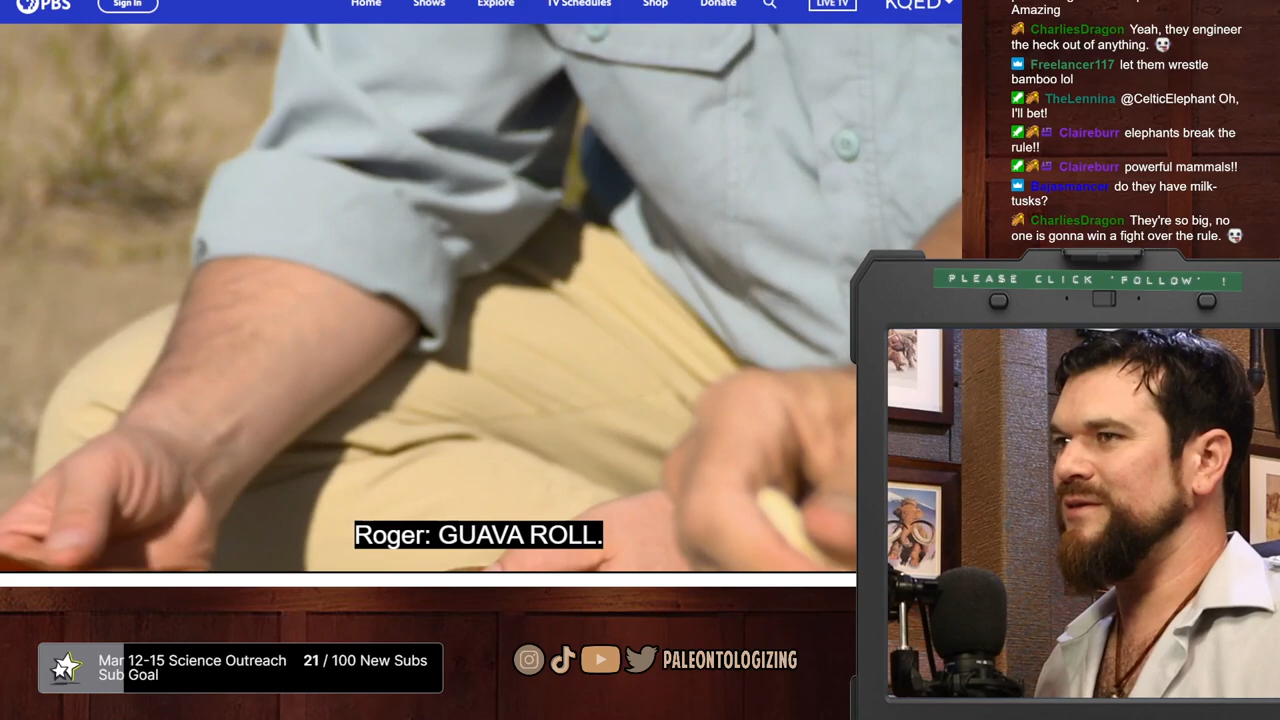 PBS
Sign In
Home
Shows
Explore
TV Schedules
Shop
Donate
LIVE TV
KQED
Amazing
CharliesDragon Yeah, they engineer
the heck out of anything.
Freelancer117 let them wrestle
bamboo lol
TheLennina @CelticElephant Oh,
I'll bet!
Claireburr elephants break the
rule!!
Claireburr powerful mammals!!
Bajasmancer do they have milk-
tusks?
CharliesDragon They're so big, no
one is gonna win a fight over the rule.
PLEASE CLICK 'FOLLOW' !
Roger: GUAVA ROLL.
Mar 12-15 Science Outreach
Sub Goal
21 / 100 New Subs
PALEONTOLOGIZING